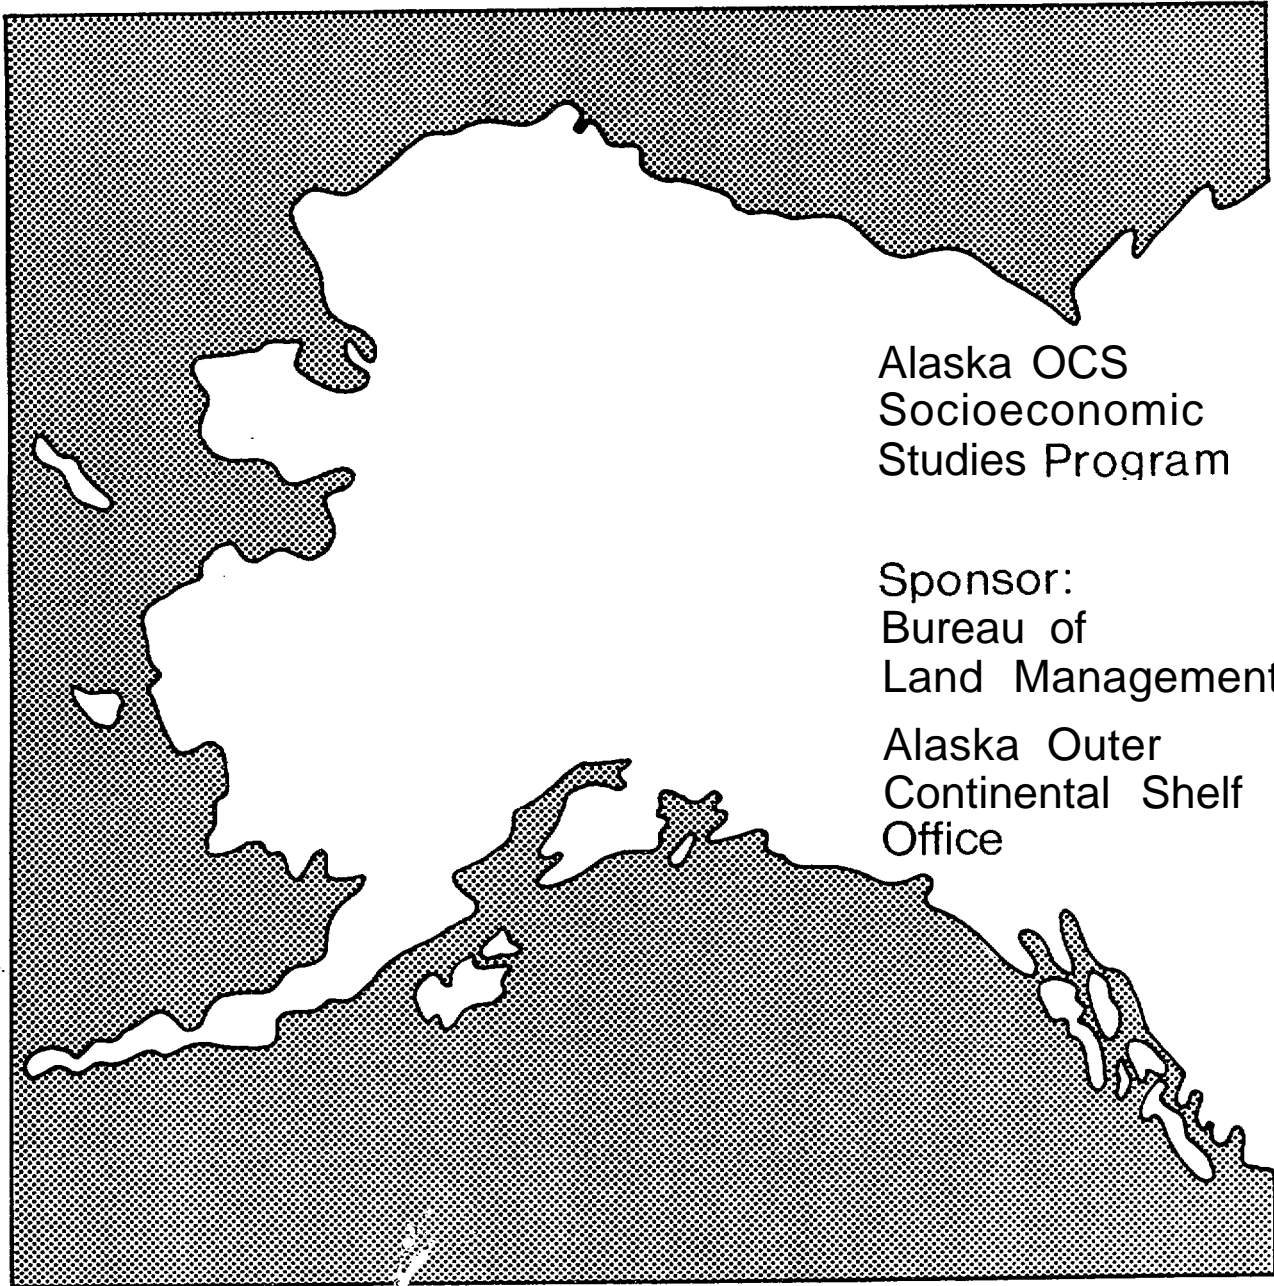 Alaska OCS
Socioeconomic
Studies Program
Sponsor:
Bureau of
Land Management
Alaska Outer
Continental Shelf
Office